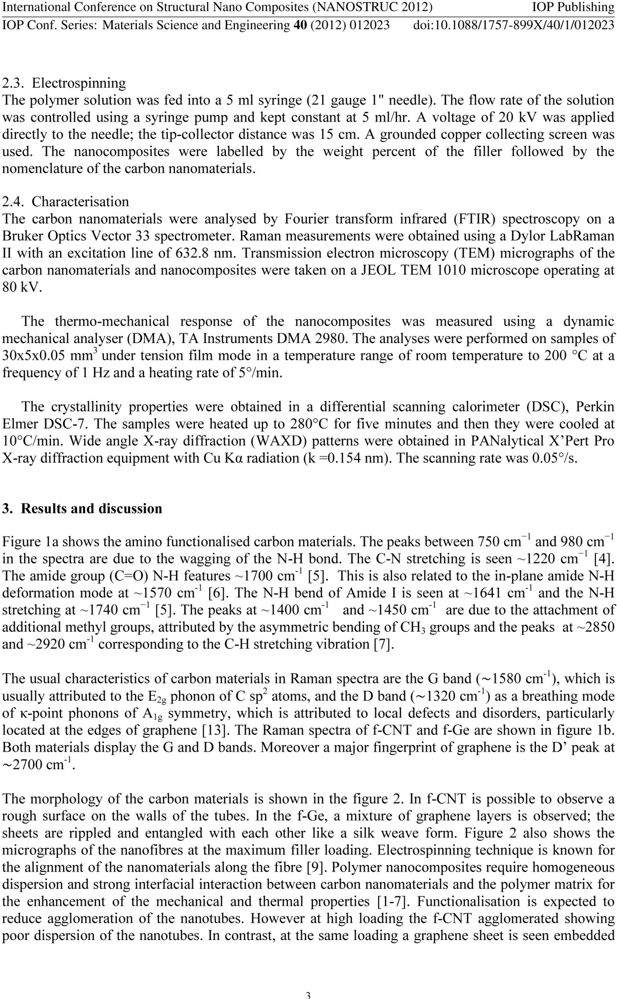 International Conference on Structural Nano Composites (NANOSTRUC 2012) IOP Publishing
IOP Conf. Series: Materials Science and Engineering 40 (2012) 012023 doi:10.1088/1757-899X/40/1/012023
2.3. Electrospinning
The polymer solution was fed into a 5 ml syringe (21 gauge 1" needle). The flow rate of the solution
was controlled using a syringe pump and kept constant at 5 ml/hr. A voltage of 20 kV was applied
directly to the needle; the tip-collector distance was 15 cm. A grounded copper collecting screen was
used. The nanocomposites were labelled by the weight percent of the filler followed by the
nomenclature of the carbon nanomaterials.
2.4. Characterisation
The carbon nanomaterials were analysed by Fourier transform infrared (FTIR) spectroscopy on a
Bruker Optics Vector 33 spectrometer. Raman measurements were obtained using a Dylor LabRaman
II with an excitation line of 632.8 nm. Transmission electron microscopy (TEM) micrographs of the
carbon nanomaterials and nanocomposites were taken on a JEOL TEM 1010 microscope operating at
80 kV.
The thermo-mechanical response of the nanocomposites was measured using a dynamic
mechanical analyser (DMA), TA Instruments DMA 2980. The analyses were performed on samples of
30x5x0.05 mm³ under tension film mode in a temperature range of room temperature to 200 °C at a
frequency of 1 Hz and a heating rate of 5°/min.
The crystallinity properties were obtained in a differential scanning calorimeter (DSC), Perkin
Elmer DSC-7. The samples were heated up to 280°C for five minutes and then they were cooled at
10°C/min. Wide angle X-ray diffraction (WAXD) patterns were obtained in PANalytical X’Pert Pro
X-ray diffraction equipment with Cu Kα radiation (k =0.154 nm). The scanning rate was 0.05°/s.
3. Results and discussion
Figure 1a shows the amino functionalised carbon materials. The peaks between 750 cm⁻¹ and 980 cm⁻¹
in the spectra are due to the wagging of the N-H bond. The C-N stretching is seen ~1220 cm⁻¹ [4].
The amide group (C=O) N-H features ~1700 cm⁻¹ [5]. This is also related to the in-plane amide N-H
deformation mode at ~1570 cm⁻¹ [6]. The N-H bend of Amide I is seen at ~1641 cm⁻¹ and the N-H
stretching at ~1740 cm⁻¹ [5]. The peaks at ~1400 cm⁻¹ and ~1450 cm⁻¹ are due to the attachment of
additional methyl groups, attributed by the asymmetric bending of CH₃ groups and the peaks at ~2850
and ~2920 cm⁻¹ corresponding to the C-H stretching vibration [7].
The usual characteristics of carbon materials in Raman spectra are the G band (∼1580 cm⁻¹), which is
usually attributed to the E₂g phonon of C sp² atoms, and the D band (∼1320 cm⁻¹) as a breathing mode
of κ-point phonons of A₁g symmetry, which is attributed to local defects and disorders, particularly
located at the edges of graphene [13]. The Raman spectra of f-CNT and f-Ge are shown in figure 1b.
Both materials display the G and D bands. Moreover a major fingerprint of graphene is the D’ peak at
∼2700 cm⁻¹.
The morphology of the carbon materials is shown in the figure 2. In f-CNT is possible to observe a
rough surface on the walls of the tubes. In the f-Ge, a mixture of graphene layers is observed; the
sheets are rippled and entangled with each other like a silk weave form. Figure 2 also shows the
micrographs of the nanofibres at the maximum filler loading. Electrospinning technique is known for
the alignment of the nanomaterials along the fibre [9]. Polymer nanocomposites require homogeneous
dispersion and strong interfacial interaction between carbon nanomaterials and the polymer matrix for
the enhancement of the mechanical and thermal properties [1-7]. Functionalisation is expected to
reduce agglomeration of the nanotubes. However at high loading the f-CNT agglomerated showing
poor dispersion of the nanotubes. In contrast, at the same loading a graphene sheet is seen embedded
3